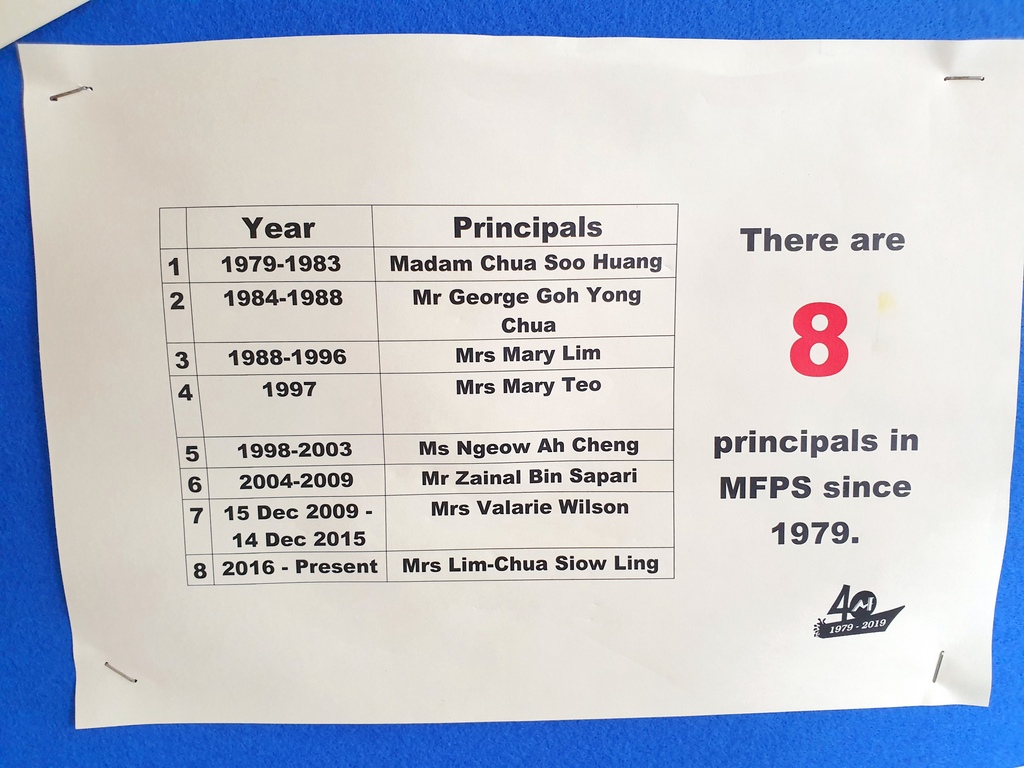 Year Principals
1 1979-1983 Madam Chua Soo Huang
2 1984-1988 Mr George Goh Yong
Chua
3 1988-1996 Mrs Mary Lim
4 1997 Mrs Mary Teo
5 1998-2003 Ms Ngeow Ah Cheng
6 2004-2009 Mr Zainal Bin Sapari
7 15 Dec 2009 - Mrs Valarie Wilson
14 Dec 2015
8 2016 - Present Mrs Lim-Chua Siow Ling
There are
8
principals in
MFPS since
1979.
40
1979 - 2019